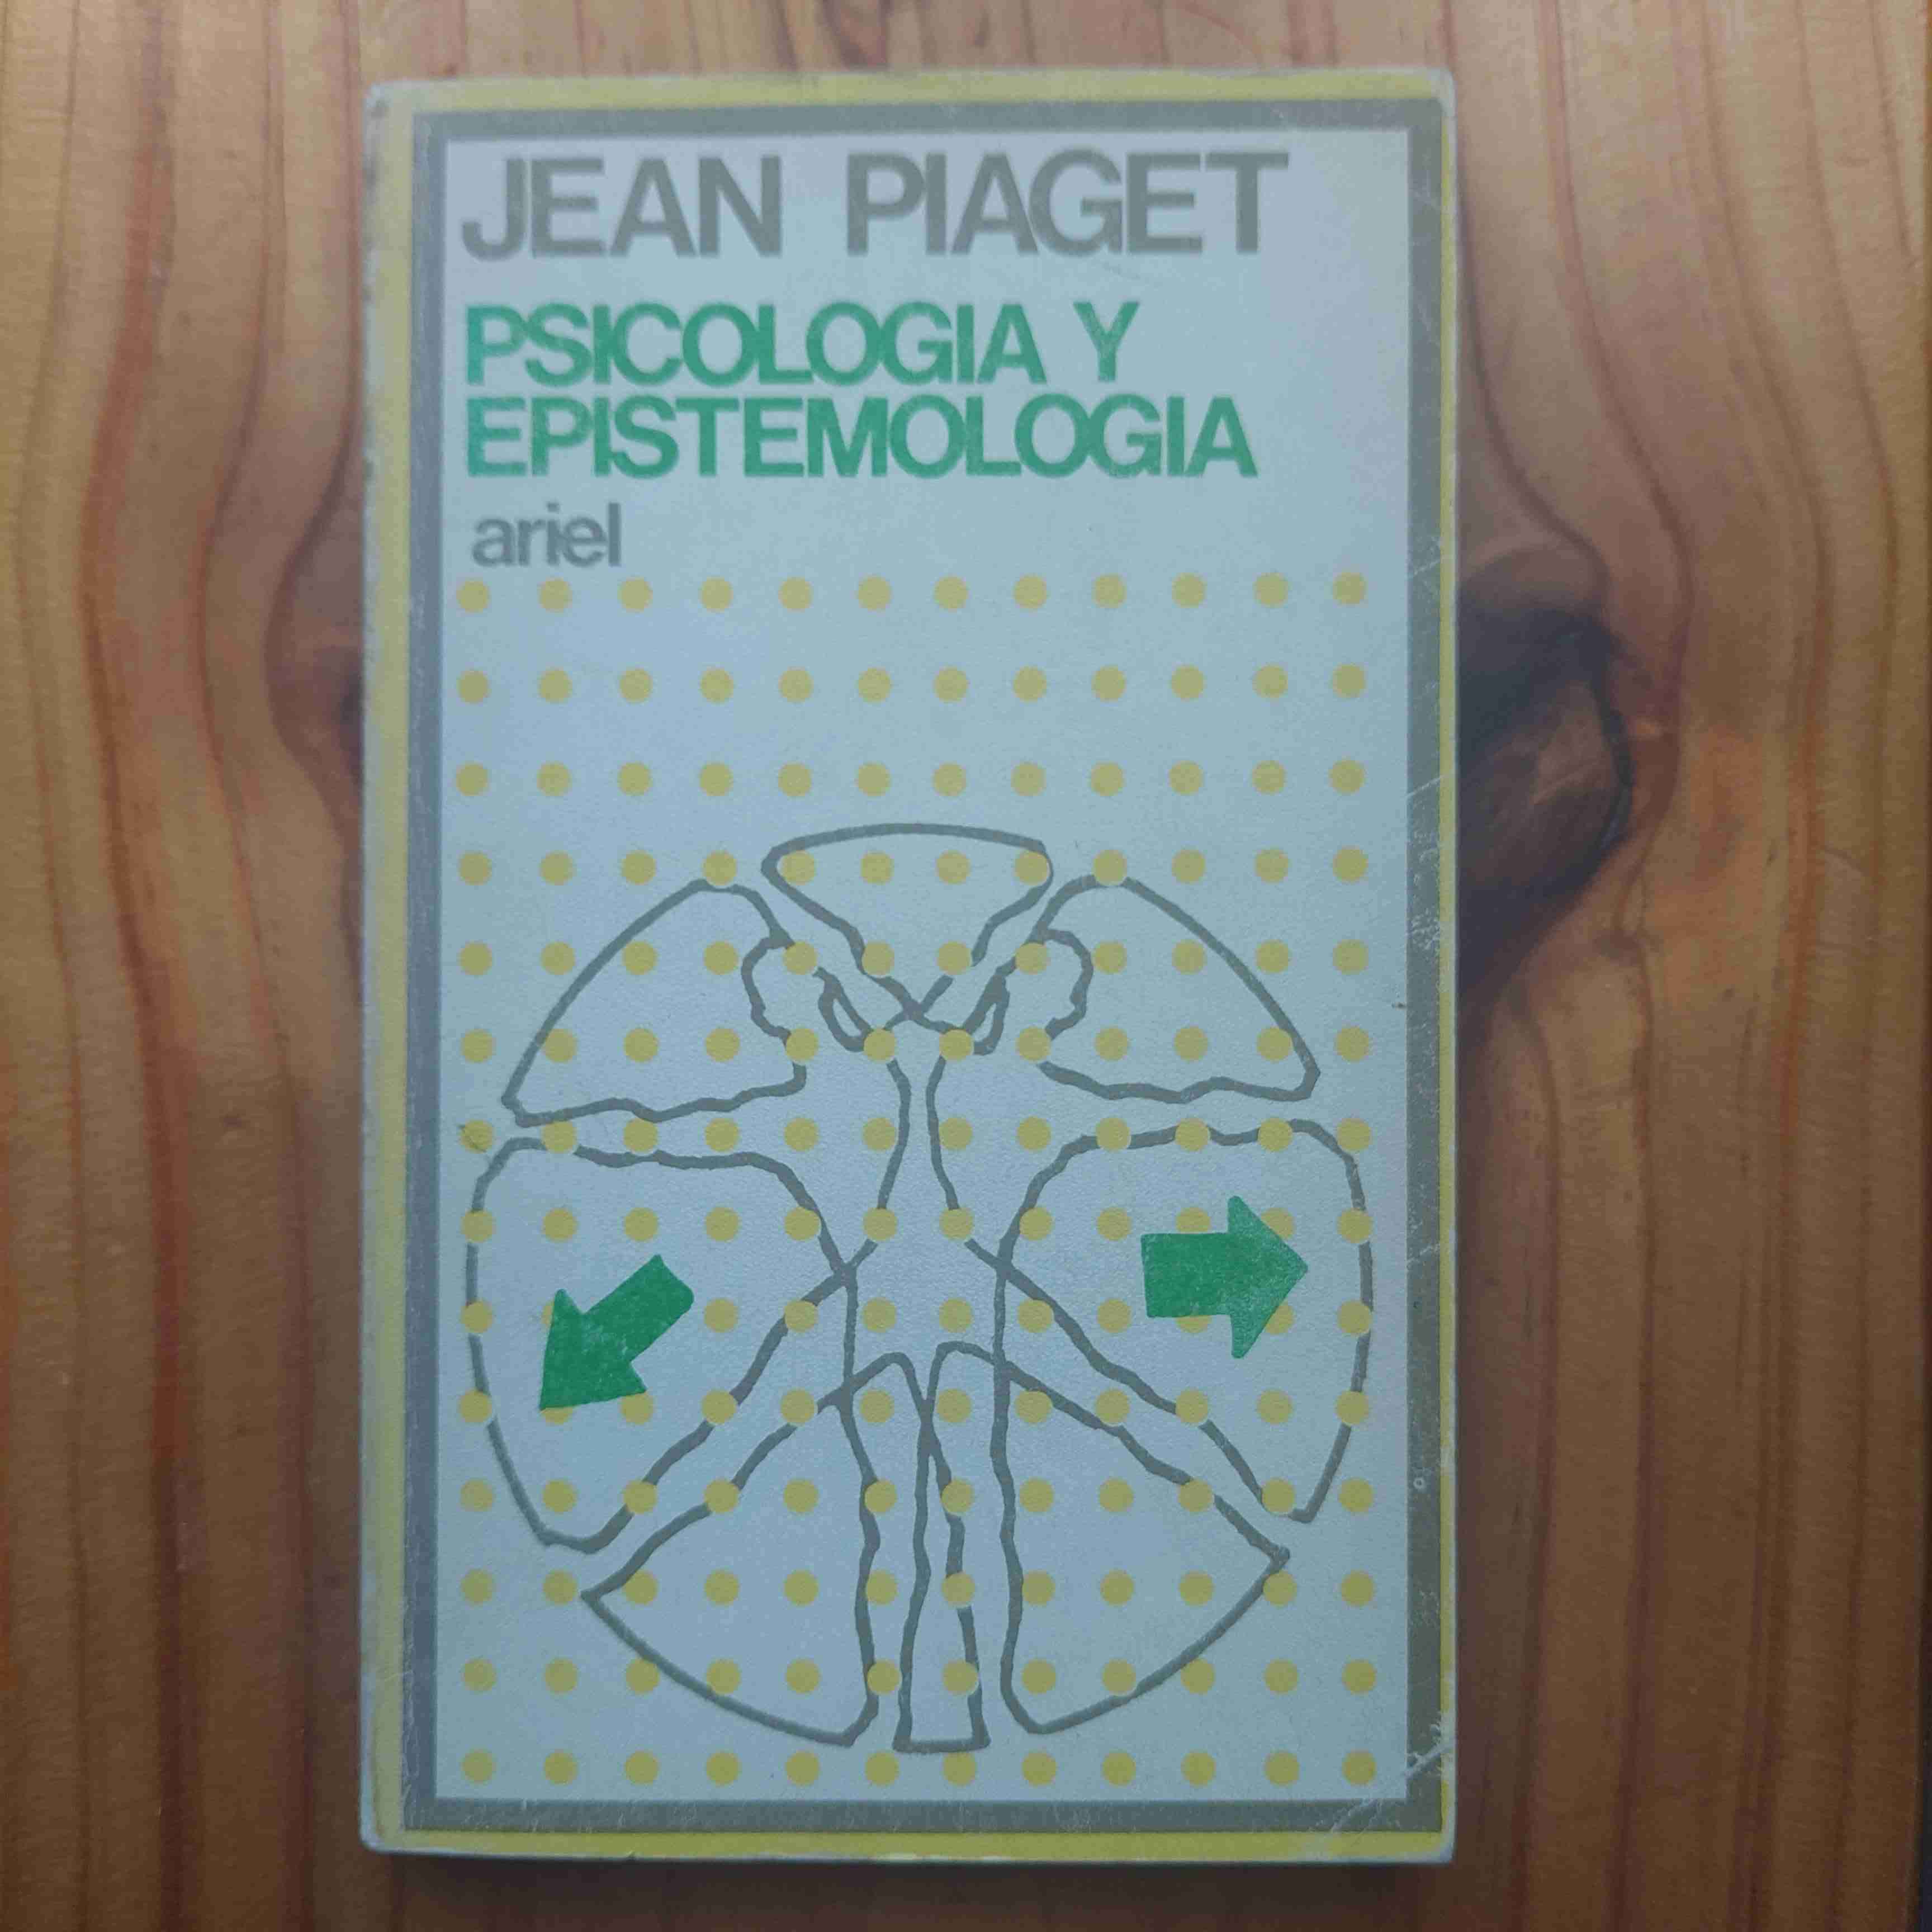 JEAN PIAGET
PSICOLOGIA Y
EPISTEMOLOGIA
ariel